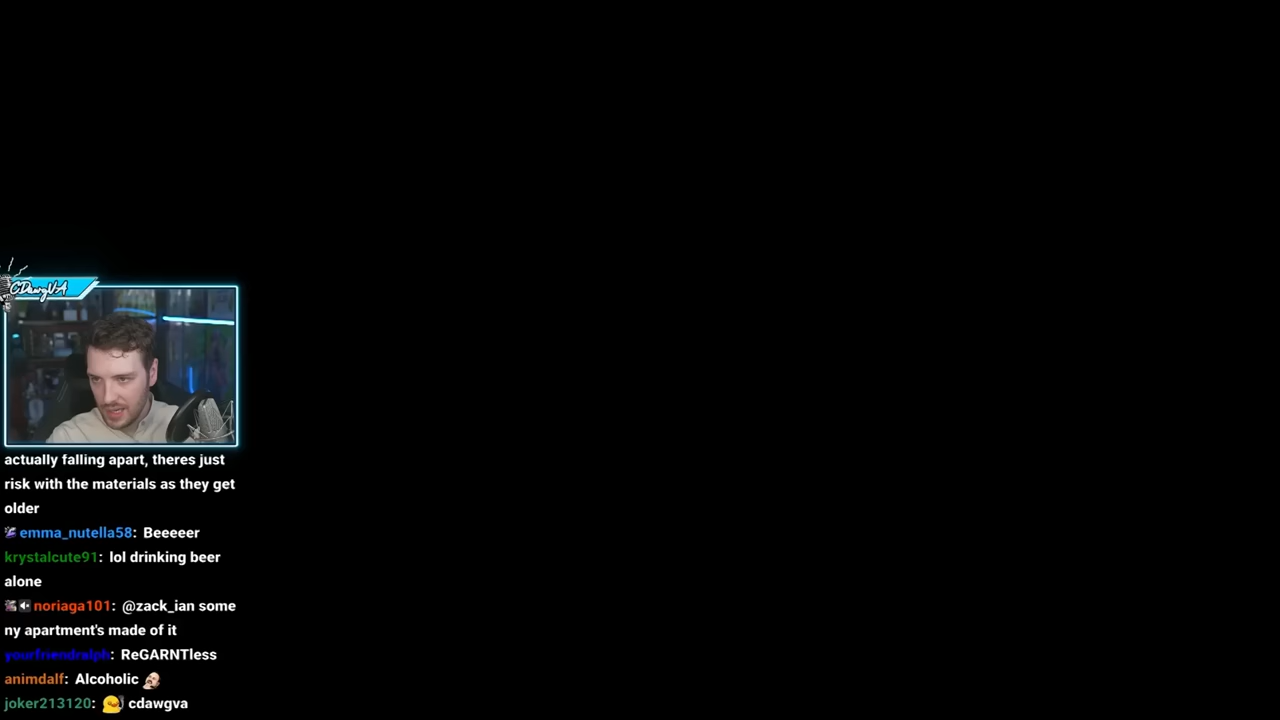 CDawgVA
actually falling apart, theres just
risk with the materials as they get
older
emma_nutella58: Beeeeer
krystalcute91: lol drinking beer
alone
noriaga101: @zack_ian some
ny apartment's made of it
yourfriendralph: ReGARNTless
animdalf: Alcoholic
joker213120: cdawgva